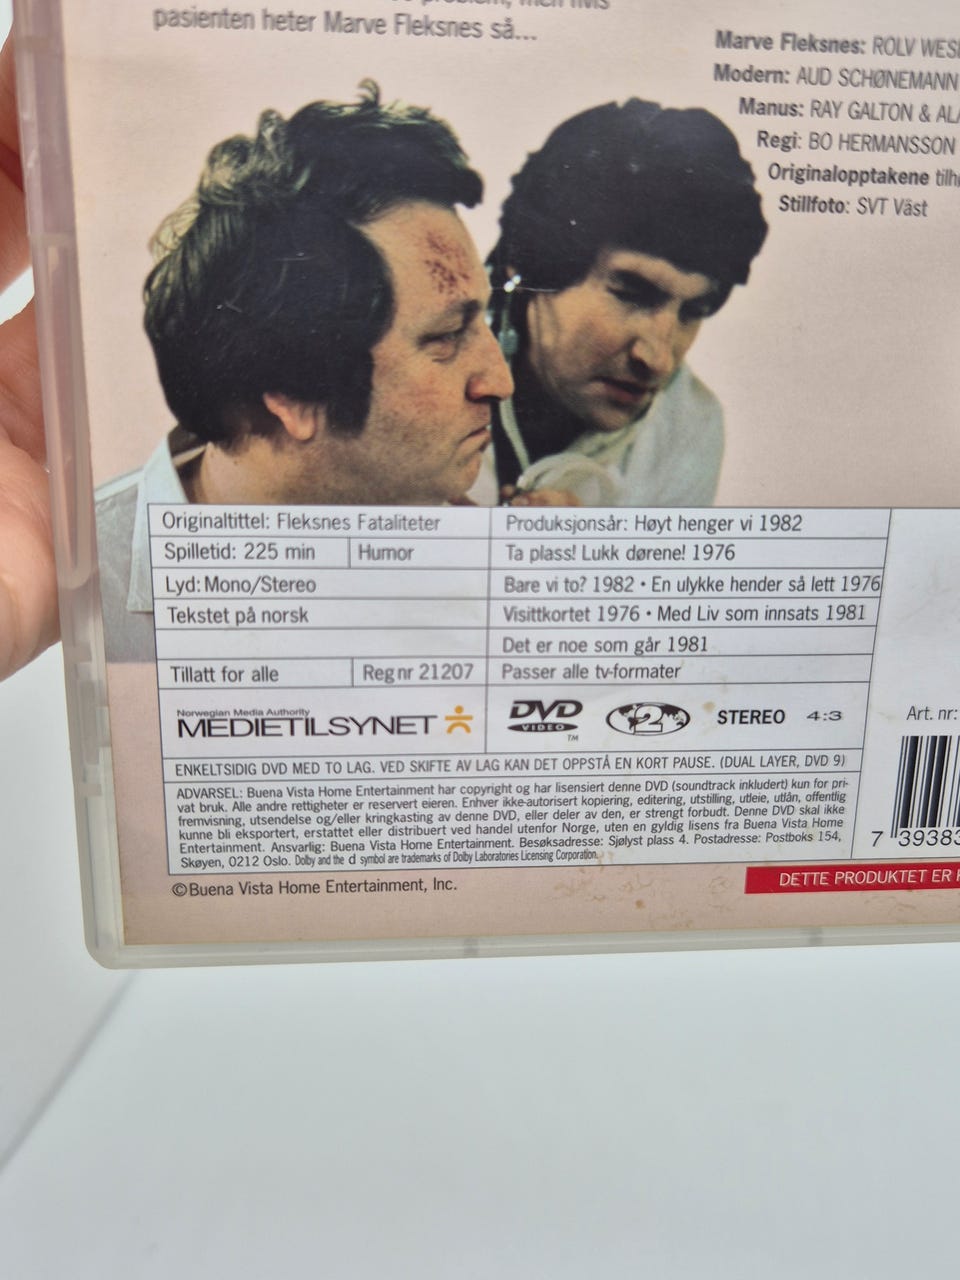 pasienten heter Marve Fleksnes så...
Marve Fleksnes: ROLV
Modern: AUD SCHØNEMANN
Manus: RAY GALTON &
Regi: BO HERMANSSON
Originalopptakene
Stillfoto: SVT Väst
Originaltittel: Fleksnes Fataliteter
Spilletid: 225 min Humor
Lyd: Mono/Stereo
Tekstet på norsk
Tillatt for alle Reg nr 21207
Produksjonsår: Høyt henger vi 1982
Ta plass! Lukk dørene! 1976
Bare vi to? 1982 • En ulykke hender så lett 1976
Visittkortet 1976 • Med Liv som innsats 1981
Det er noe som går 1981
Passer alle tv-formater
Norwegian Media Authority
MEDIETILSYNET
DVD
VIDEO
TM
2
STEREO 4:3
Art. nr:
ENKELTSIDIG DVD MED TO LAG. VED SKIFTE AV LAG KAN DET OPPSTÅ EN KORT PAUSE. (DUAL LAYER, DVD 9)
ADVARSEL: Buena Vista Home Entertainment har copyright og har lisensiert denne DVD (soundtrack inkludert) kun for pri-
vat bruk. Alle andre rettigheter er reservert eieren. Enhver ikke-autorisert kopiering, editering, utstilling, utleie, utlån, offentlig
fremvisning, utsendelse og/eller kringkasting av denne DVD, eller deler av den, er strengt forbudt. Denne DVD skal ikke
kunne bli eksportert, erstattet eller distribuert ved handel utenfor Norge, uten en gyldig lisens fra Buena Vista Home
Entertainment. Ansvarlig: Buena Vista Home Entertainment. Besøksadresse: Sjølyst plass 4. Postadresse: Postboks 154,
Skøyen, 0212 Oslo. Dolby and the d symbol are trademarks of Dolby Laboratories Licensing Corporation.
7 39383
©Buena Vista Home Entertainment, Inc.
DETTE PRODUKTET ER